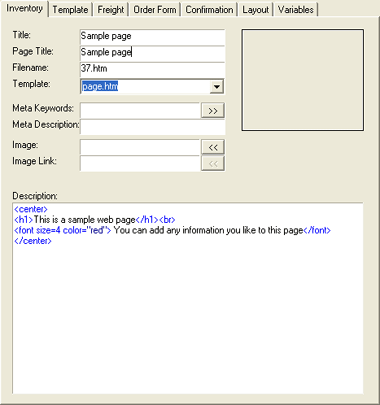 Inventory Template Freight Order Form Confirmation Layout Variables
Title: Sample page
Page Title: Sample page
Filename: 37.htm
Template: page.htm
Meta Keywords: >>
Meta Description:
Image: <<
Image Link: <<
Description:
<center>
<h1>This is a sample web page</h1><br>
<font size=4 color="red"> You can add any information you like to this page</font>
</center>